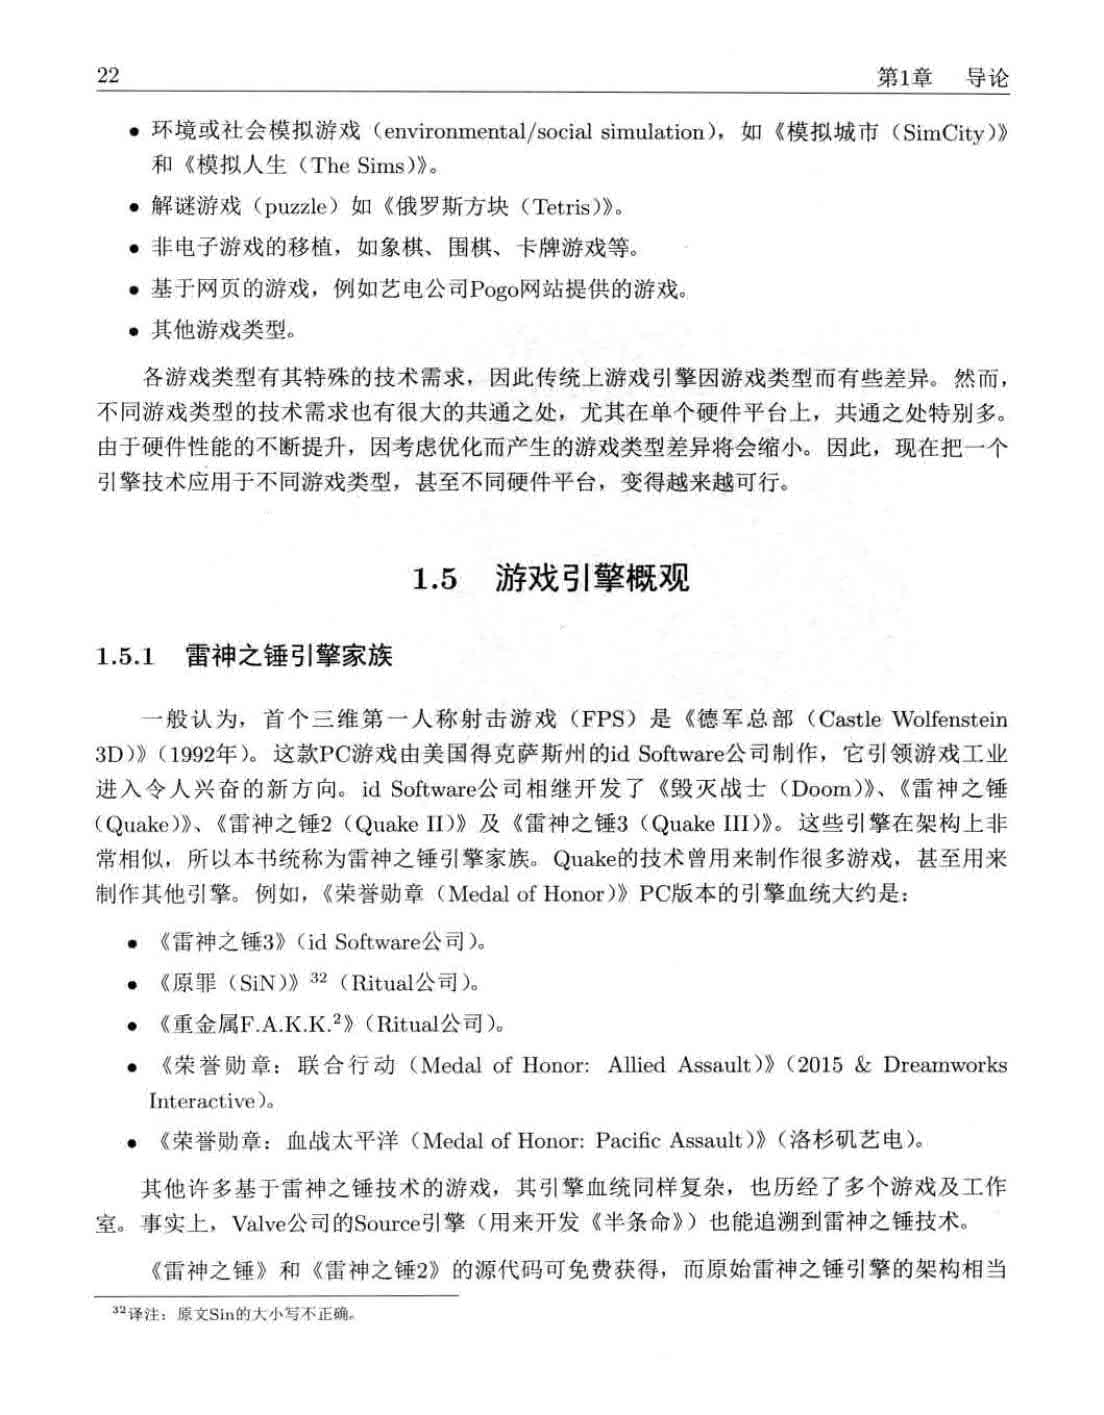 22
第1章 导论
● 环境或社会模拟游戏（environmental/social simulation），如《模拟城市（SimCity）》
和《模拟人生（The Sims）》。
● 解谜游戏（puzzle）如《俄罗斯方块（Tetris）》。
● 非电子游戏的移植，如象棋、围棋、卡牌游戏等。
● 基于网页的游戏，例如艺电公司Pogo网站提供的游戏。
● 其他游戏类型。
各游戏类型有其特殊的技术需求，因此传统上游戏引擎因游戏类型而有些差异。然而，
不同游戏类型的技术需求也有很大的共通之处，尤其在单个硬件平台上，共通之处特别多。
由于硬件性能的不断提升，因考虑优化而产生的游戏类型差异将会缩小。因此，现在把一个
引擎技术应用于不同游戏类型，甚至不同硬件平台，变得越来越可行。
1.5 游戏引擎概观
1.5.1 雷神之锤引擎家族
一般认为，首个三维第一人称射击游戏（FPS）是《德军总部（Castle Wolfenstein
3D）》（1992年）。这款PC游戏由美国得克萨斯州的id Software公司制作，它引领游戏工业
进入令人兴奋的新方向。id Software公司相继开发了《毁灭战士（Doom）》、《雷神之锤
（Quake）》、《雷神之锤2（Quake II）》及《雷神之锤3（Quake III）》。这些引擎在架构上非
常相似，所以本书统称为雷神之锤引擎家族。Quake的技术曾用来制作很多游戏，甚至用来
制作其他引擎。例如，《荣誉勋章（Medal of Honor）》PC版本的引擎血统大约是：
● 《雷神之锤3》（id Software公司）。
● 《原罪（SiN）》³²（Ritual公司）。
● 《重金属F.A.K.K.²》（Ritual公司）。
● 《荣誉勋章：联合行动（Medal of Honor: Allied Assault）》（2015 & Dreamworks
Interactive）。
● 《荣誉勋章：血战太平洋（Medal of Honor: Pacific Assault）》（洛杉矶艺电）。
其他许多基于雷神之锤技术的游戏，其引擎血统同样复杂，也历经了多个游戏及工作
室。事实上，Valve公司的Source引擎（用来开发《半条命》）也能追溯到雷神之锤技术。
《雷神之锤》和《雷神之锤2》的源代码可免费获得，而原始雷神之锤引擎的架构相当
³²译注：原文Sin的大小写不正确。